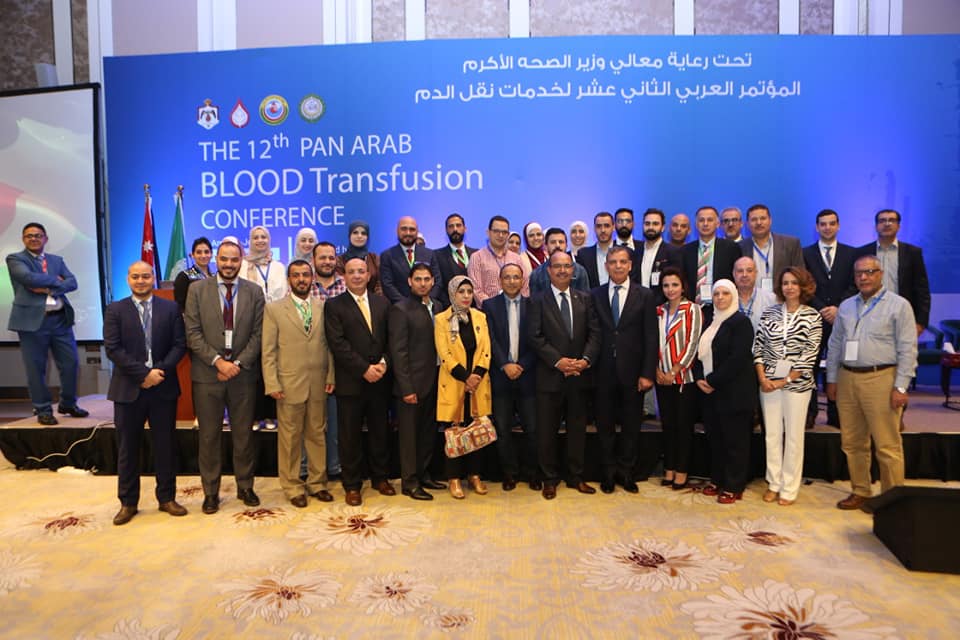 تحت رعاية معالي وزير الصحه الأكرم
المؤتمر العربي الثاني عشر لخدمات نقل الدم
THE 12th PAN ARAB
BLOOD Transfusion
CONFERENCE